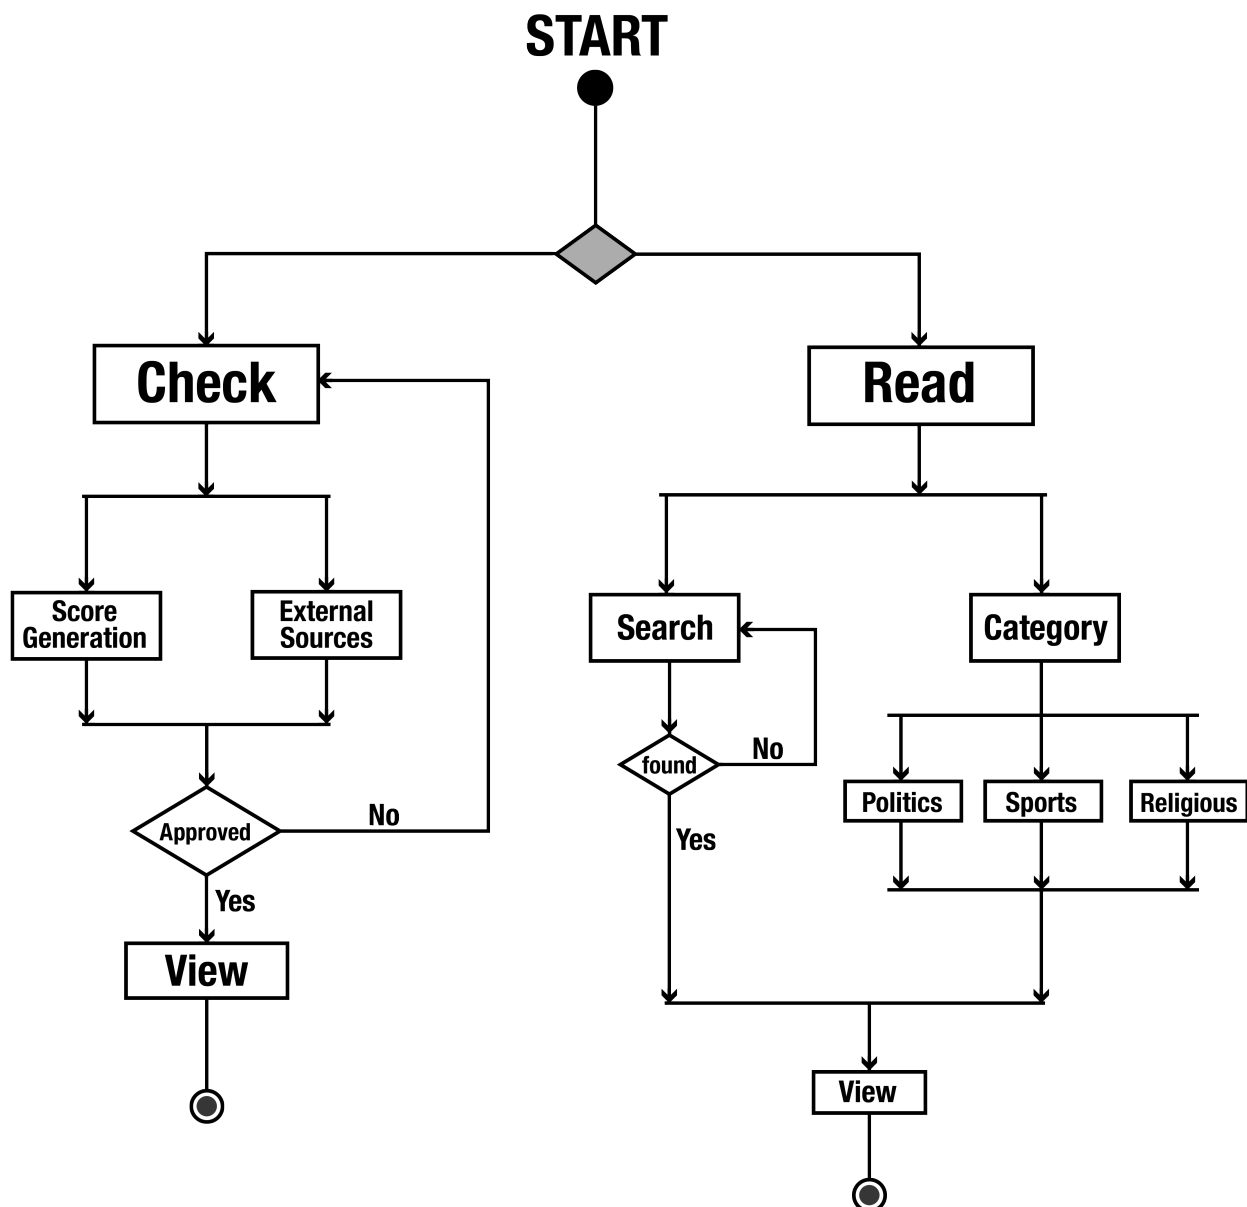 START
Check
Read
Score
Generation
External
Sources
Search
Category
found
No
Politics
Sports
Religious
Approved
No
Yes
Yes
View
View